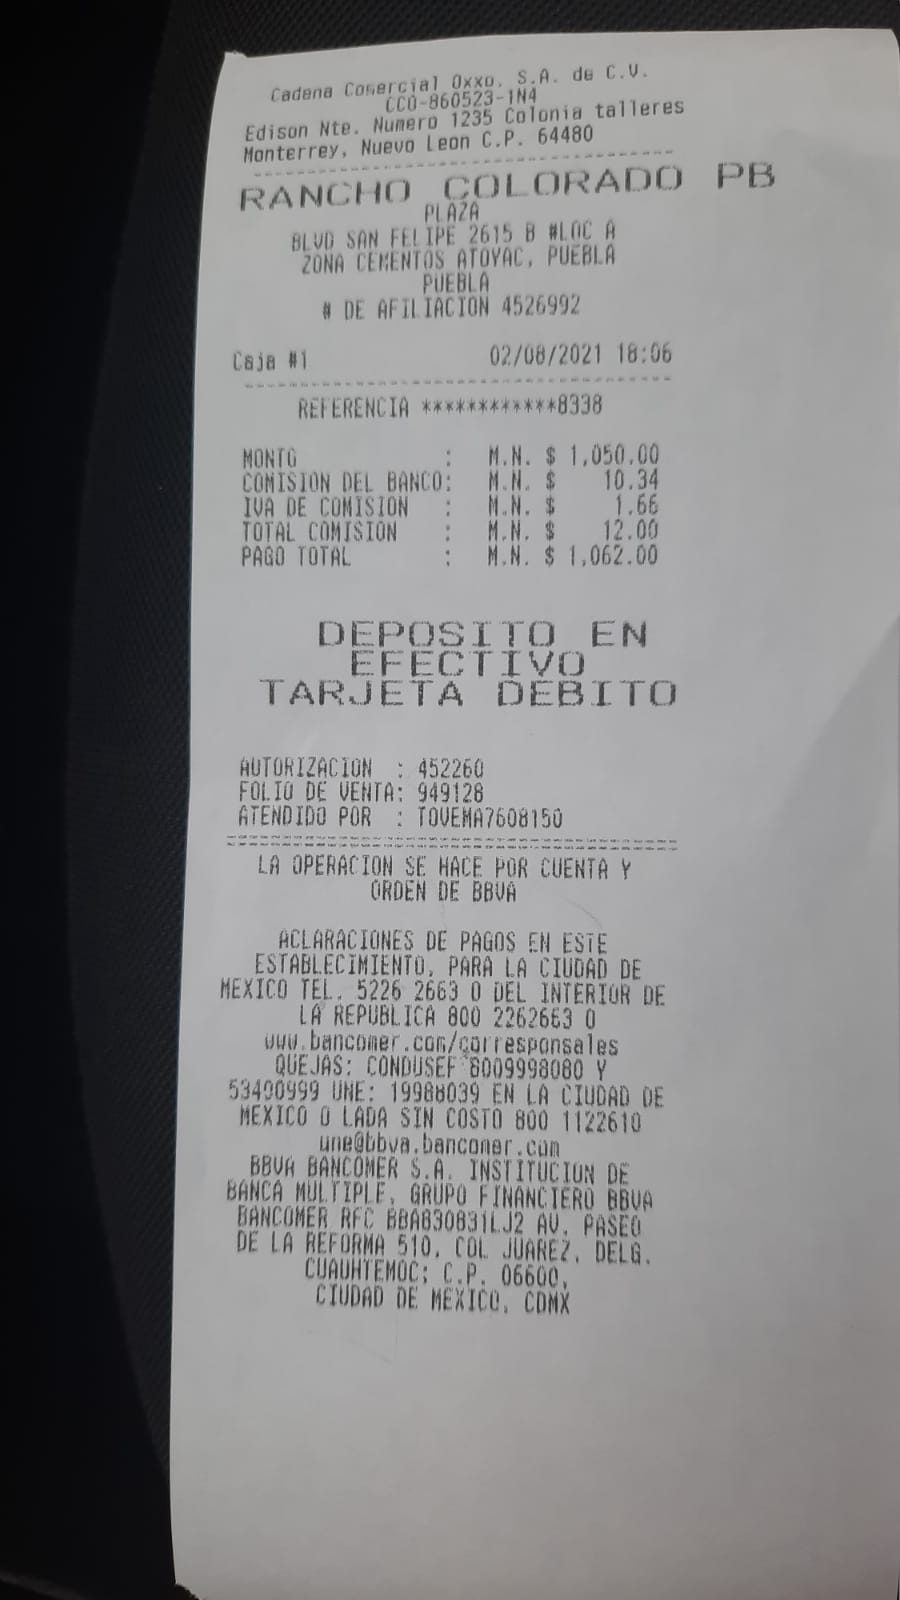 Cadena Comercial Oxxo, S.A. de C.V.
CCO-860523-1N4
Edison Nte. Numero 1235 Colonia talleres
Monterrey, Nuevo Leon C.P. 64480
RANCHO COLORADO PB
PLAZA
BLVD SAN FELIPE 2615 B #LOC A
ZONA CEMENTOS ATOYAC, PUEBLA
PUEBLA
# DE AFILIACION 4526992
Caja #1 02/08/2021 18:06
REFERENCIA ************8338
MONTO : M.N. $ 1,050.00
COMISION DEL BANCO: M.N. $ 10.34
IVA DE COMISION : M.N. $ 1.66
TOTAL COMISION : M.N. $ 12.00
PAGO TOTAL : M.N. $ 1,062.00
DEPOSITO EN
EFECTIVO
TARJETA DEBITO
AUTORIZACION : 452260
FOLIO DE VENTA: 949128
ATENDIDO POR : TOVEMA7608150
LA OPERACION SE HACE POR CUENTA Y
ORDEN DE BBVA
ACLARACIONES DE PAGOS EN ESTE
ESTABLECIMIENTO, PARA LA CIUDAD DE
MEXICO TEL. 5226 2663 O DEL INTERIOR DE
LA REPUBLICA 800 2262663 O
www.bancomer.com/corresponsales
QUEJAS: CONDUSEF 8009998080 Y
53400999 UNE: 19988039 EN LA CIUDAD DE
MEXICO O LADA SIN COSTO 800 1122610
une@bbva.bancomer.com
BBVA BANCOMER S.A. INSTITUCION DE
BANCA MULTIPLE, GRUPO FINANCIERO BBVA
BANCOMER RFC BBA830831LJ2 AV. PASEO
DE LA REFORMA 510, COL JUAREZ, DELG.
CUAUHTEMOC; C.P. 06600,
CIUDAD DE MEXICO, CDMX